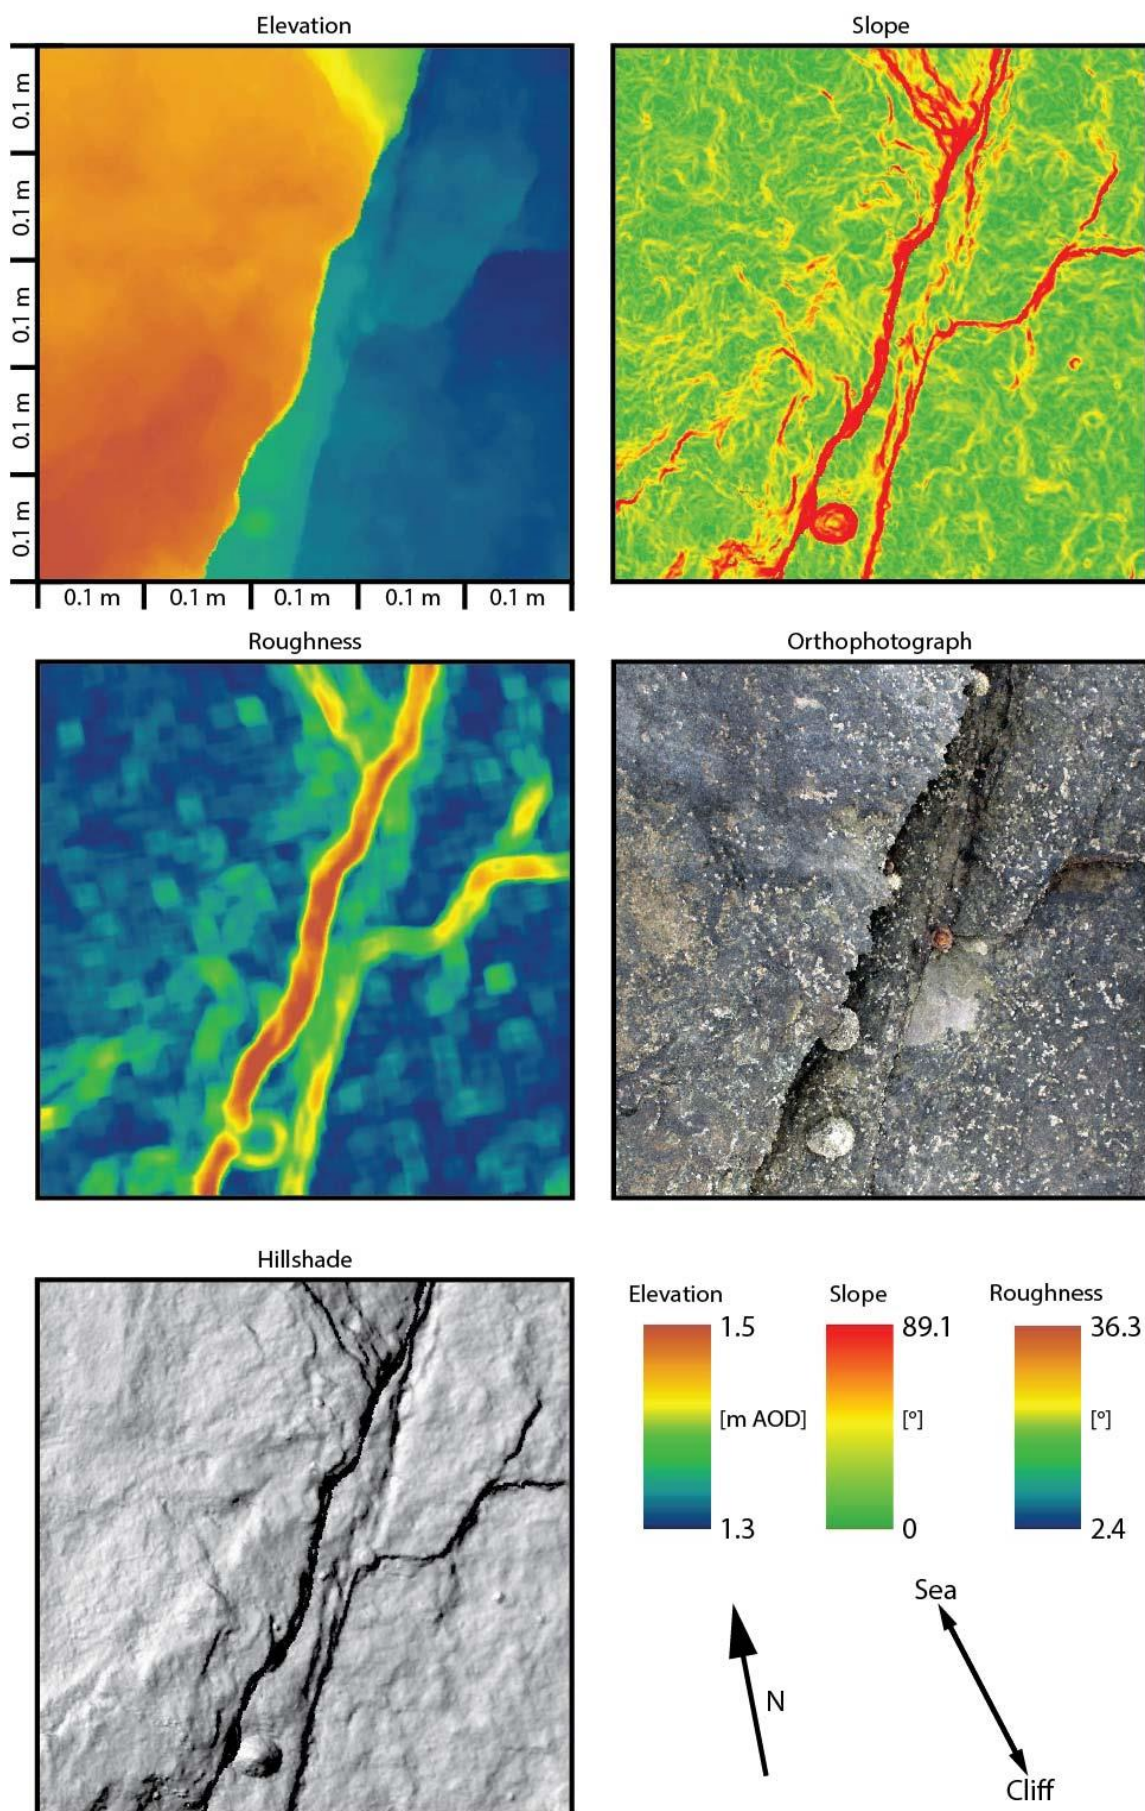 Elevation
Slope
0.1 m
0.1 m
0.1 m
0.1 m
0.1 m
0.1 m
0.1 m
0.1 m
0.1 m
0.1 m
Roughness
Orthophotograph
Hillshade
Elevation
Slope
Roughness
1.5
89.1
36.3
[m AOD]
[°]
[°]
1.3
0
2.4
Sea
N
Cliff